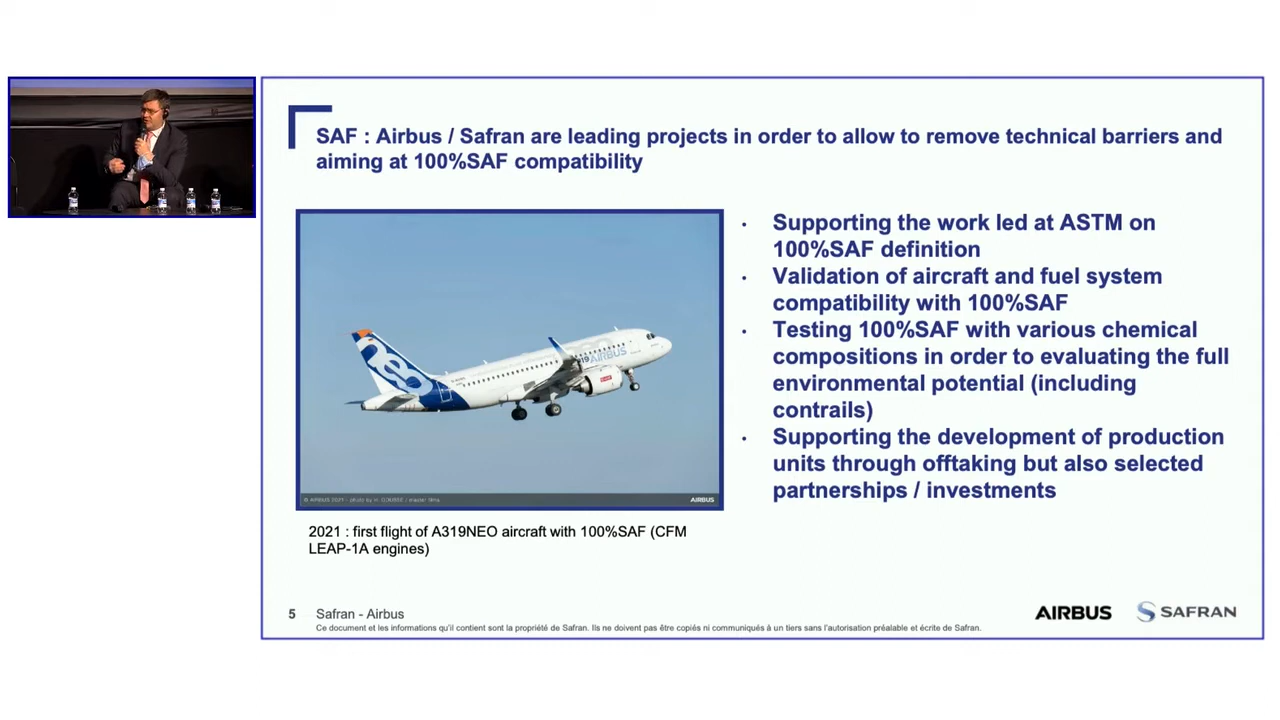 SAF : Airbus / Safran are leading projects in order to allow to remove technical barriers and
aiming at 100%SAF compatibility
AIRBUS
AIRBUS
• Supporting the work led at ASTM on
100%SAF definition
• Validation of aircraft and fuel system
compatibility with 100%SAF
• Testing 100%SAF with various chemical
compositions in order to evaluating the full
environmental potential (including
contrails)
• Supporting the development of production
units through offtaking but also selected
partnerships / investments
2021 : first flight of A319NEO aircraft with 100%SAF (CFM
LEAP-1A engines)
5 Safran - Airbus
Ce document et les informations qu'il contient sont la propriété de Safran. Ils ne doivent pas être copiés ni communiqués à un tiers sans l'autorisation préalable et écrite de Safran.
AIRBUS SAFRAN